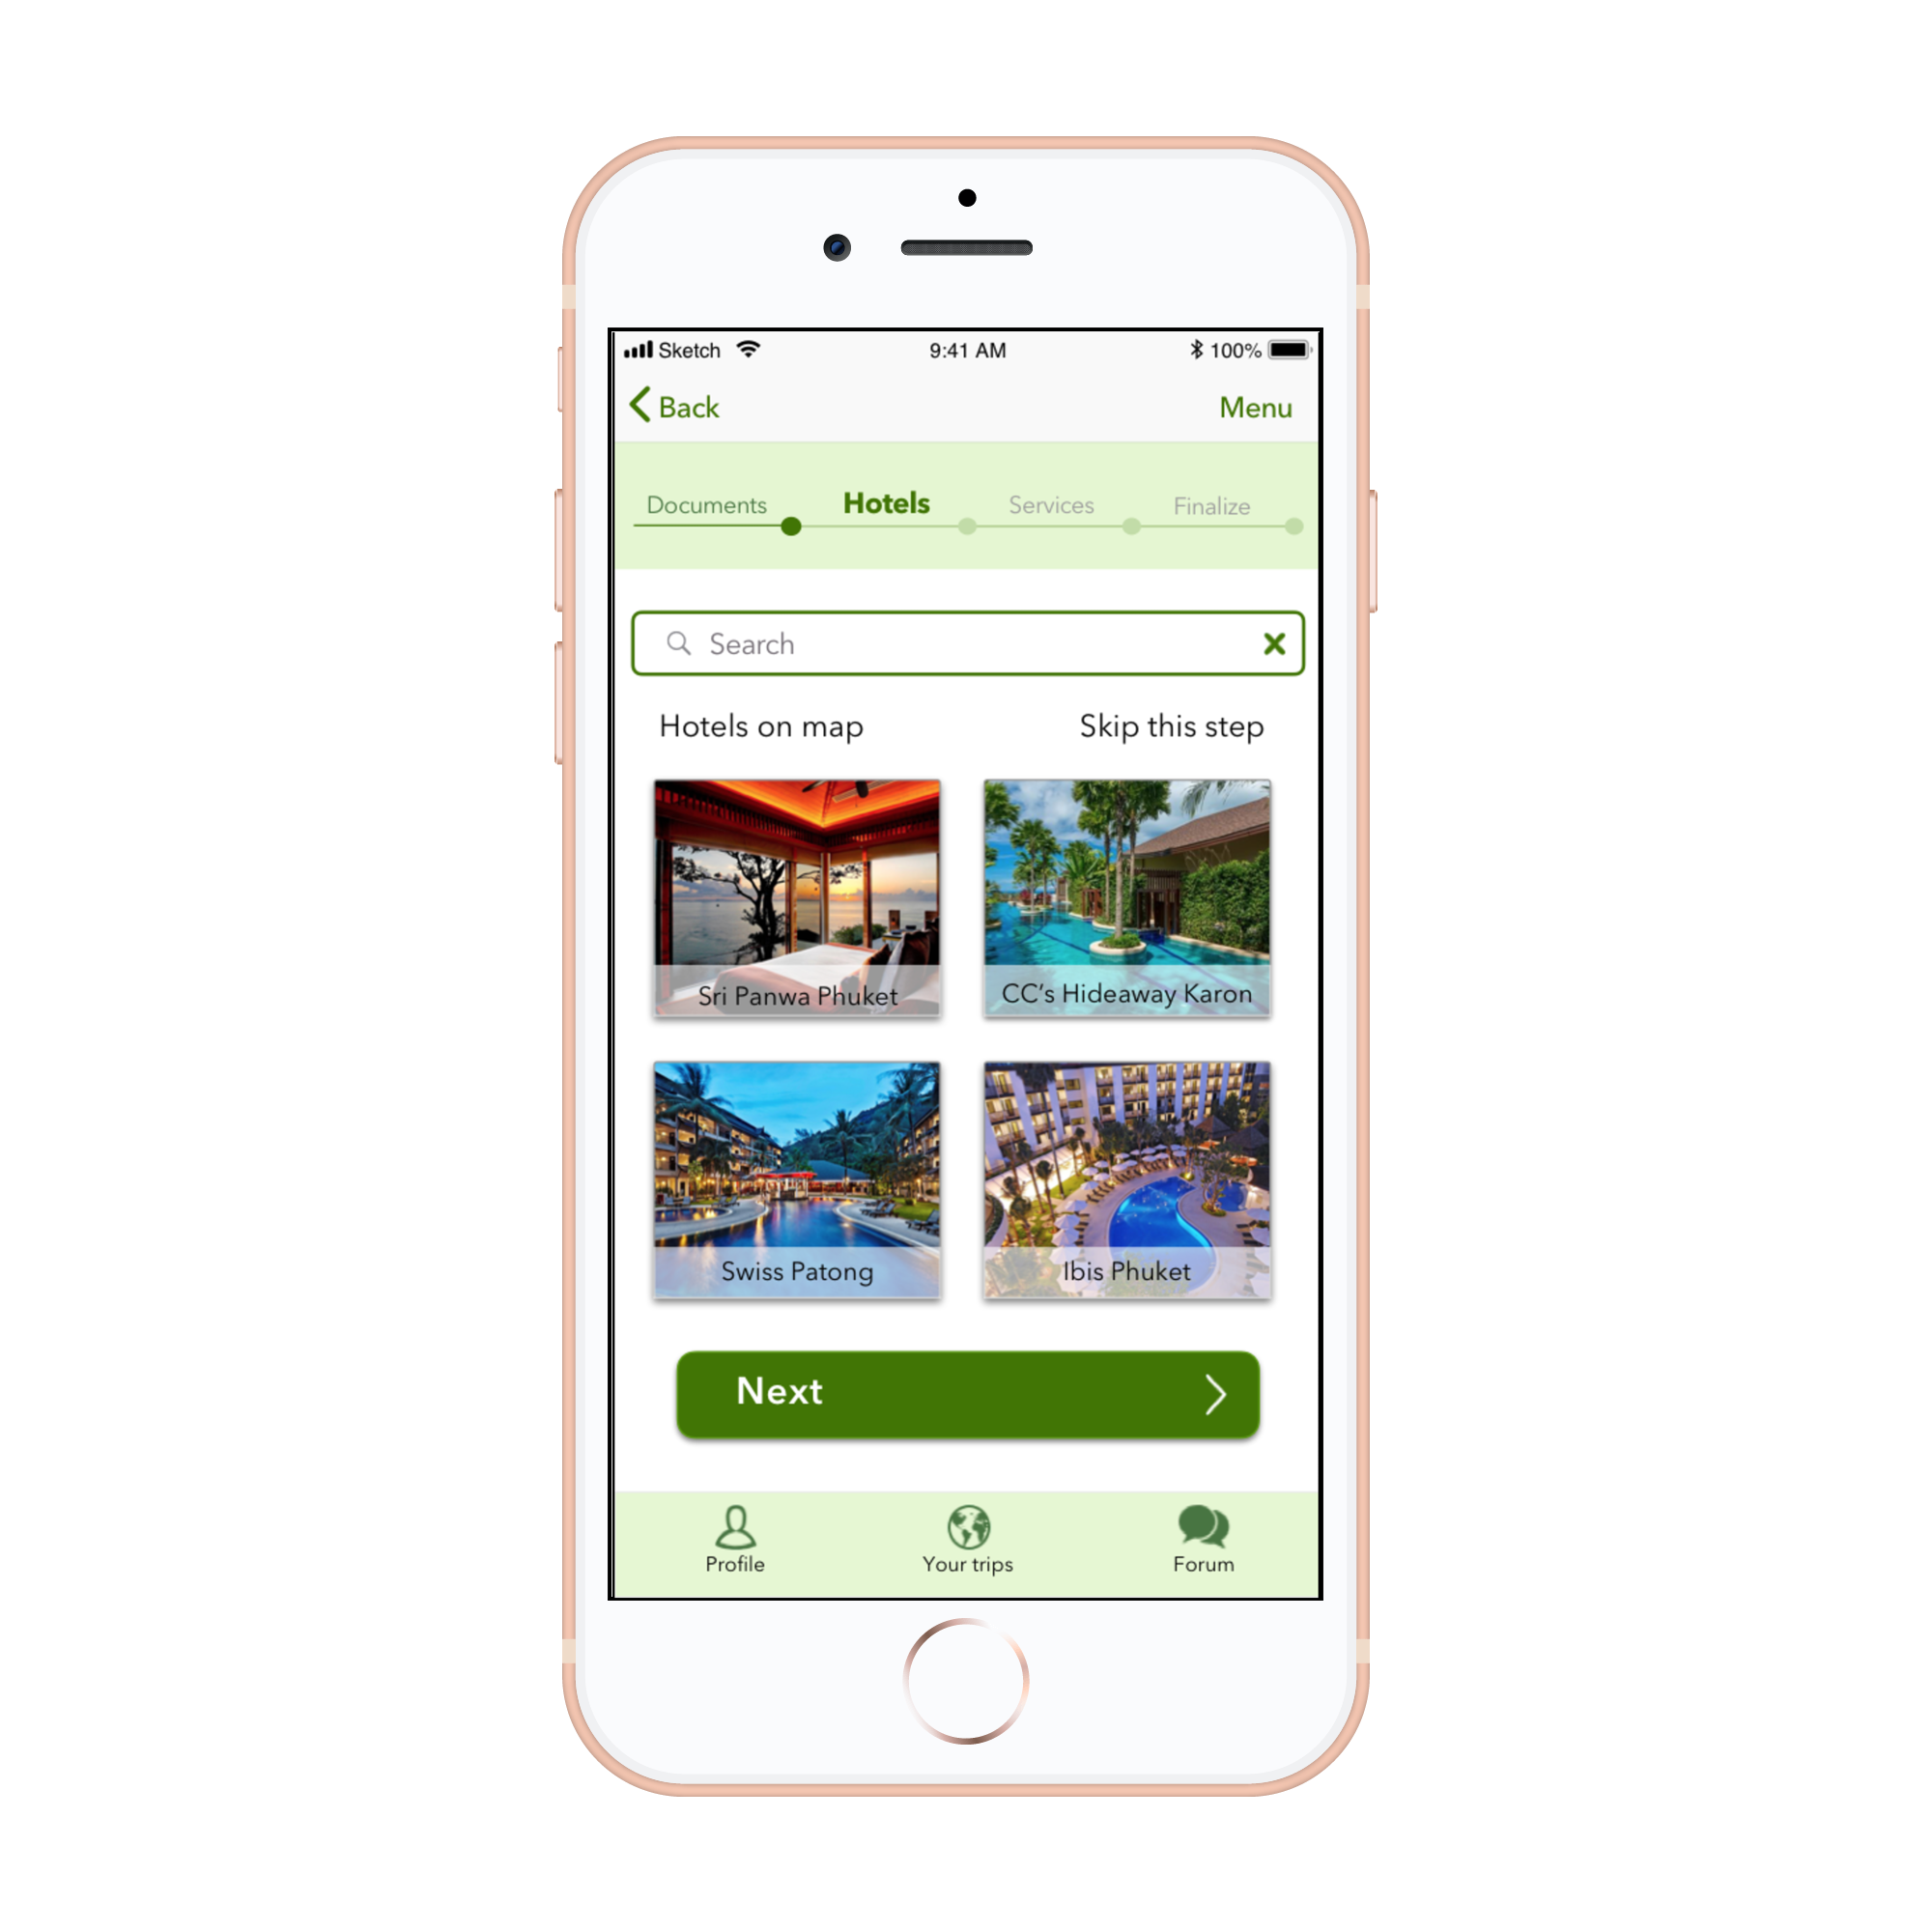 Sketch 9:41 AM 100%
Back Menu
Documents Hotels Services Finalize
Search
Hotels on map Skip this step
Sri Panwa Phuket CC’s Hideaway Karon
Swiss Patong Ibis Phuket
Next
Profile Your trips Forum